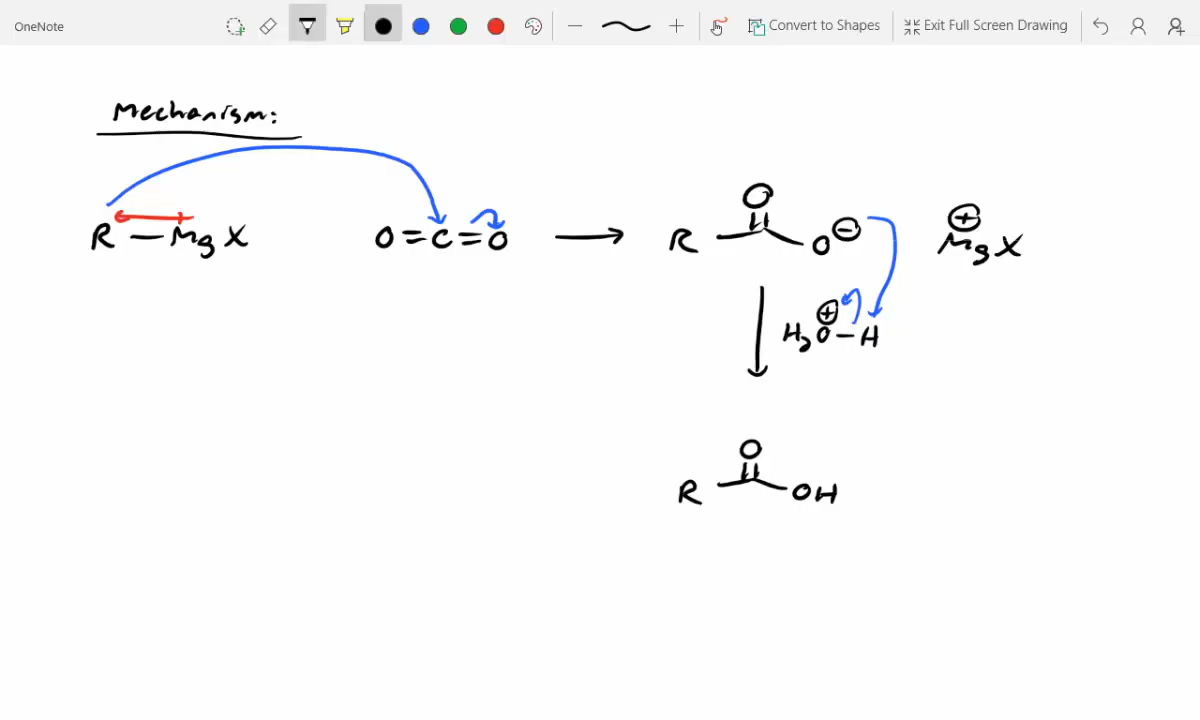 OneNote
Convert to Shapes
Exit Full Screen Drawing
Mechanism:
R – MgX O=C=O → R O O⊖ ⊕ MgX
⊕
H₂O–H
R O OH